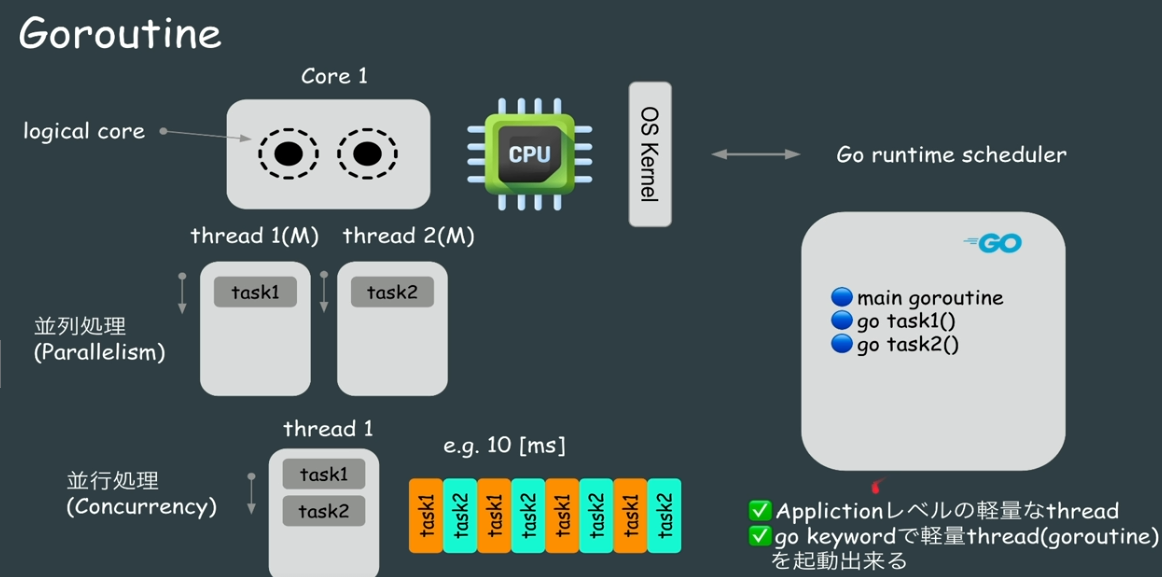 Goroutine
Core 1
logical core
CPU
OS Kernel
Go runtime scheduler
thread 1(M)
thread 2(M)
task1
task2
並列処理
(Parallelism)
GO
main goroutine
go task1()
go task2()
thread 1
task1
task2
並行処理
(Concurrency)
e.g. 10 [ms]
task1
task2
task1
task2
task1
task2
task1
task2
Applictionレベルの軽量なthread
go keywordで軽量thread(goroutine)
を起動出来る